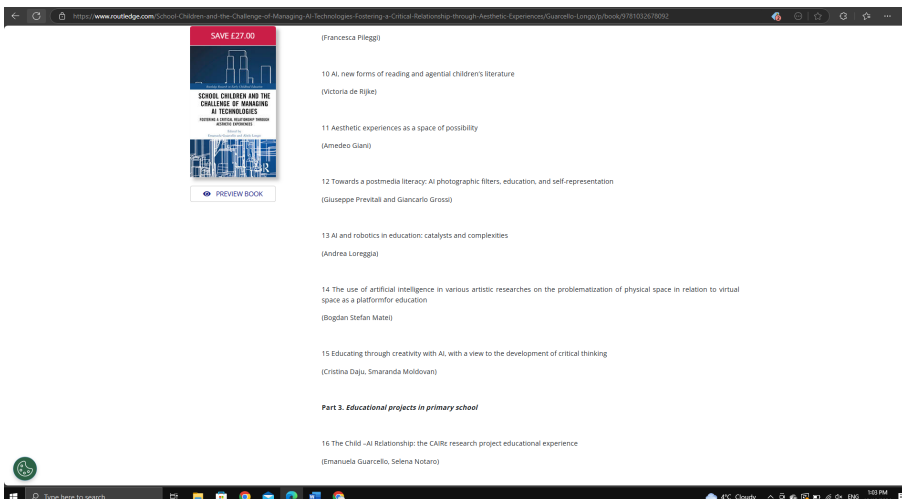 https://www.routledge.com/School-Children-and-the-Challenge-of-Managing-AI-Technologies-Fostering-a-Critical-Relationship-through-Aesthetic-Experiences/Guarcello-Longo/p/book/9781032678092
SAVE £27.00
SCHOOL CHILDREN AND THE
CHALLENGE OF MANAGING
AI TECHNOLOGIES
FOSTERING A CRITICAL RELATIONSHIP THROUGH
AESTHETIC EXPERIENCES
PREVIEW BOOK
(Francesca Pileggi)
10 AI, new forms of reading and agential children's literature
(Victoria de Rijke)
11 Aesthetic experiences as a space of possibility
(Amedeo Giani)
12 Towards a postmedia literacy: AI photographic filters, education, and self-representation
(Giuseppe Previtali and Giancarlo Grossi)
13 AI and robotics in education: catalysts and complexities
(Andrea Loreggia)
14 The use of artificial intelligence in various artistic researches on the problematization of physical space in relation to virtual
space as a platformfor education
(Bogdan Stefan Matei)
15 Educating through creativity with AI, with a view to the development of critical thinking
(Cristina Daju, Smaranda Moldovan)
Part 3. Educational projects in primary school
16 The Child –AI RElationship: the CAIRE research project educational experience
(Emanuela Guarcello, Selena Notaro)
Type here to search
4°C Cloudy
ENG
1:03 PM